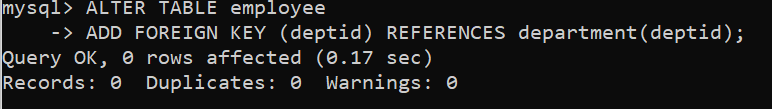 mysql> ALTER TABLE employee
    -> ADD FOREIGN KEY (deptid) REFERENCES department(deptid);
Query OK, 0 rows affected (0.17 sec)
Records: 0  Duplicates: 0  Warnings: 0